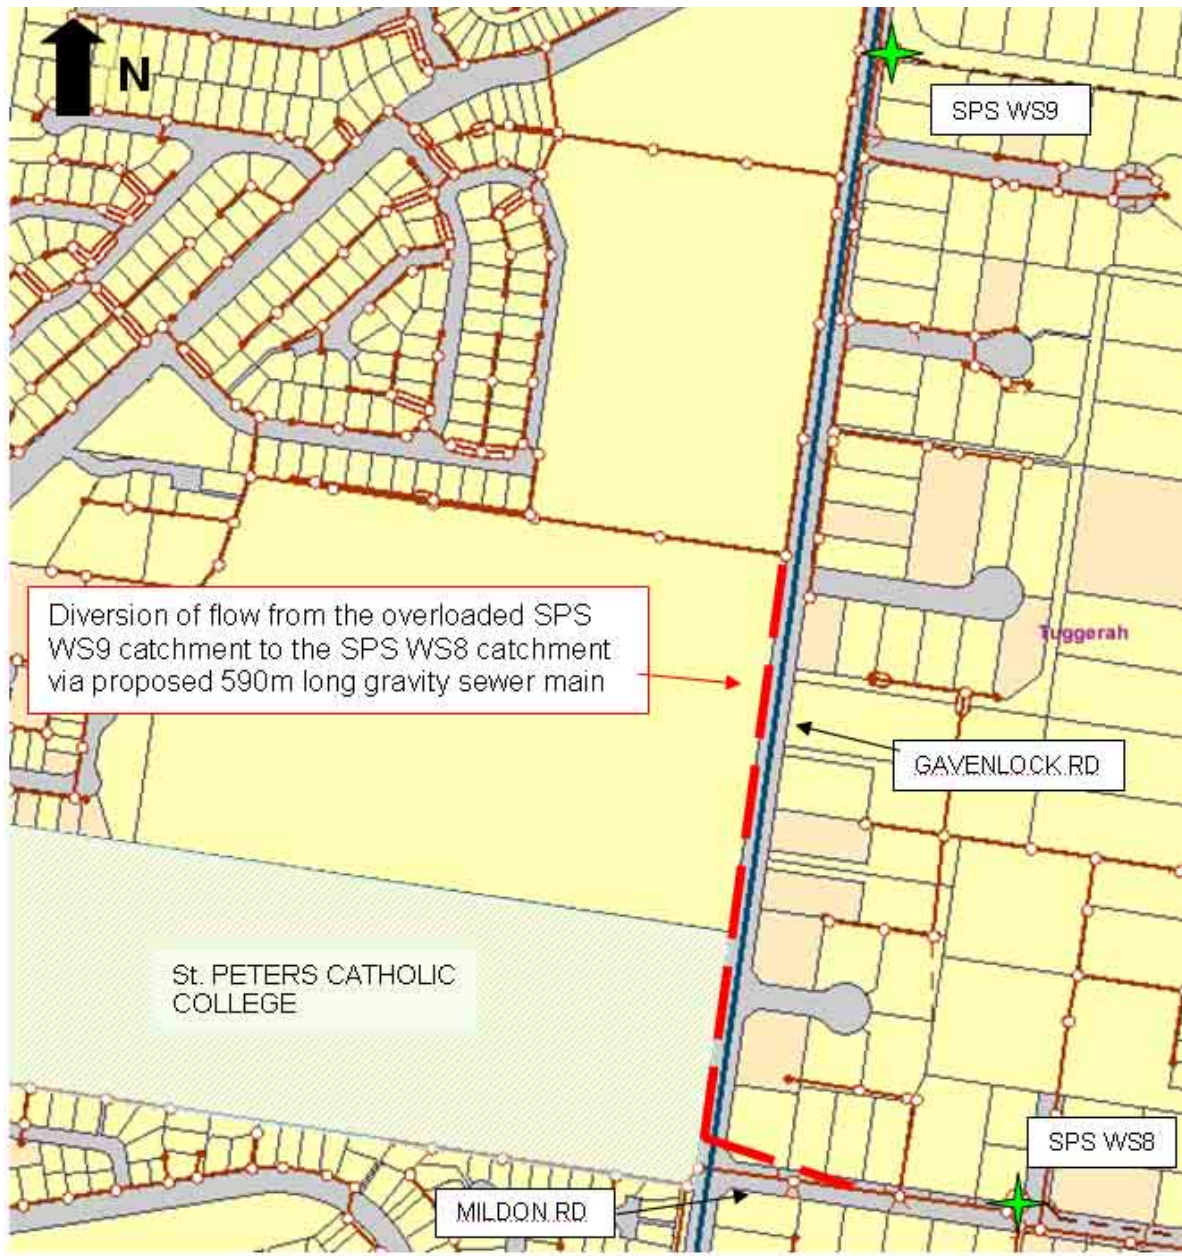 N
SPS WS9
Diversion of flow from the overloaded SPS
WS9 catchment to the SPS WS8 catchment
via proposed 590m long gravity sewer main
Tuggerah
GAVENLOCK RD
St. PETERS CATHOLIC
COLLEGE
SPS WS8
MILDON RD